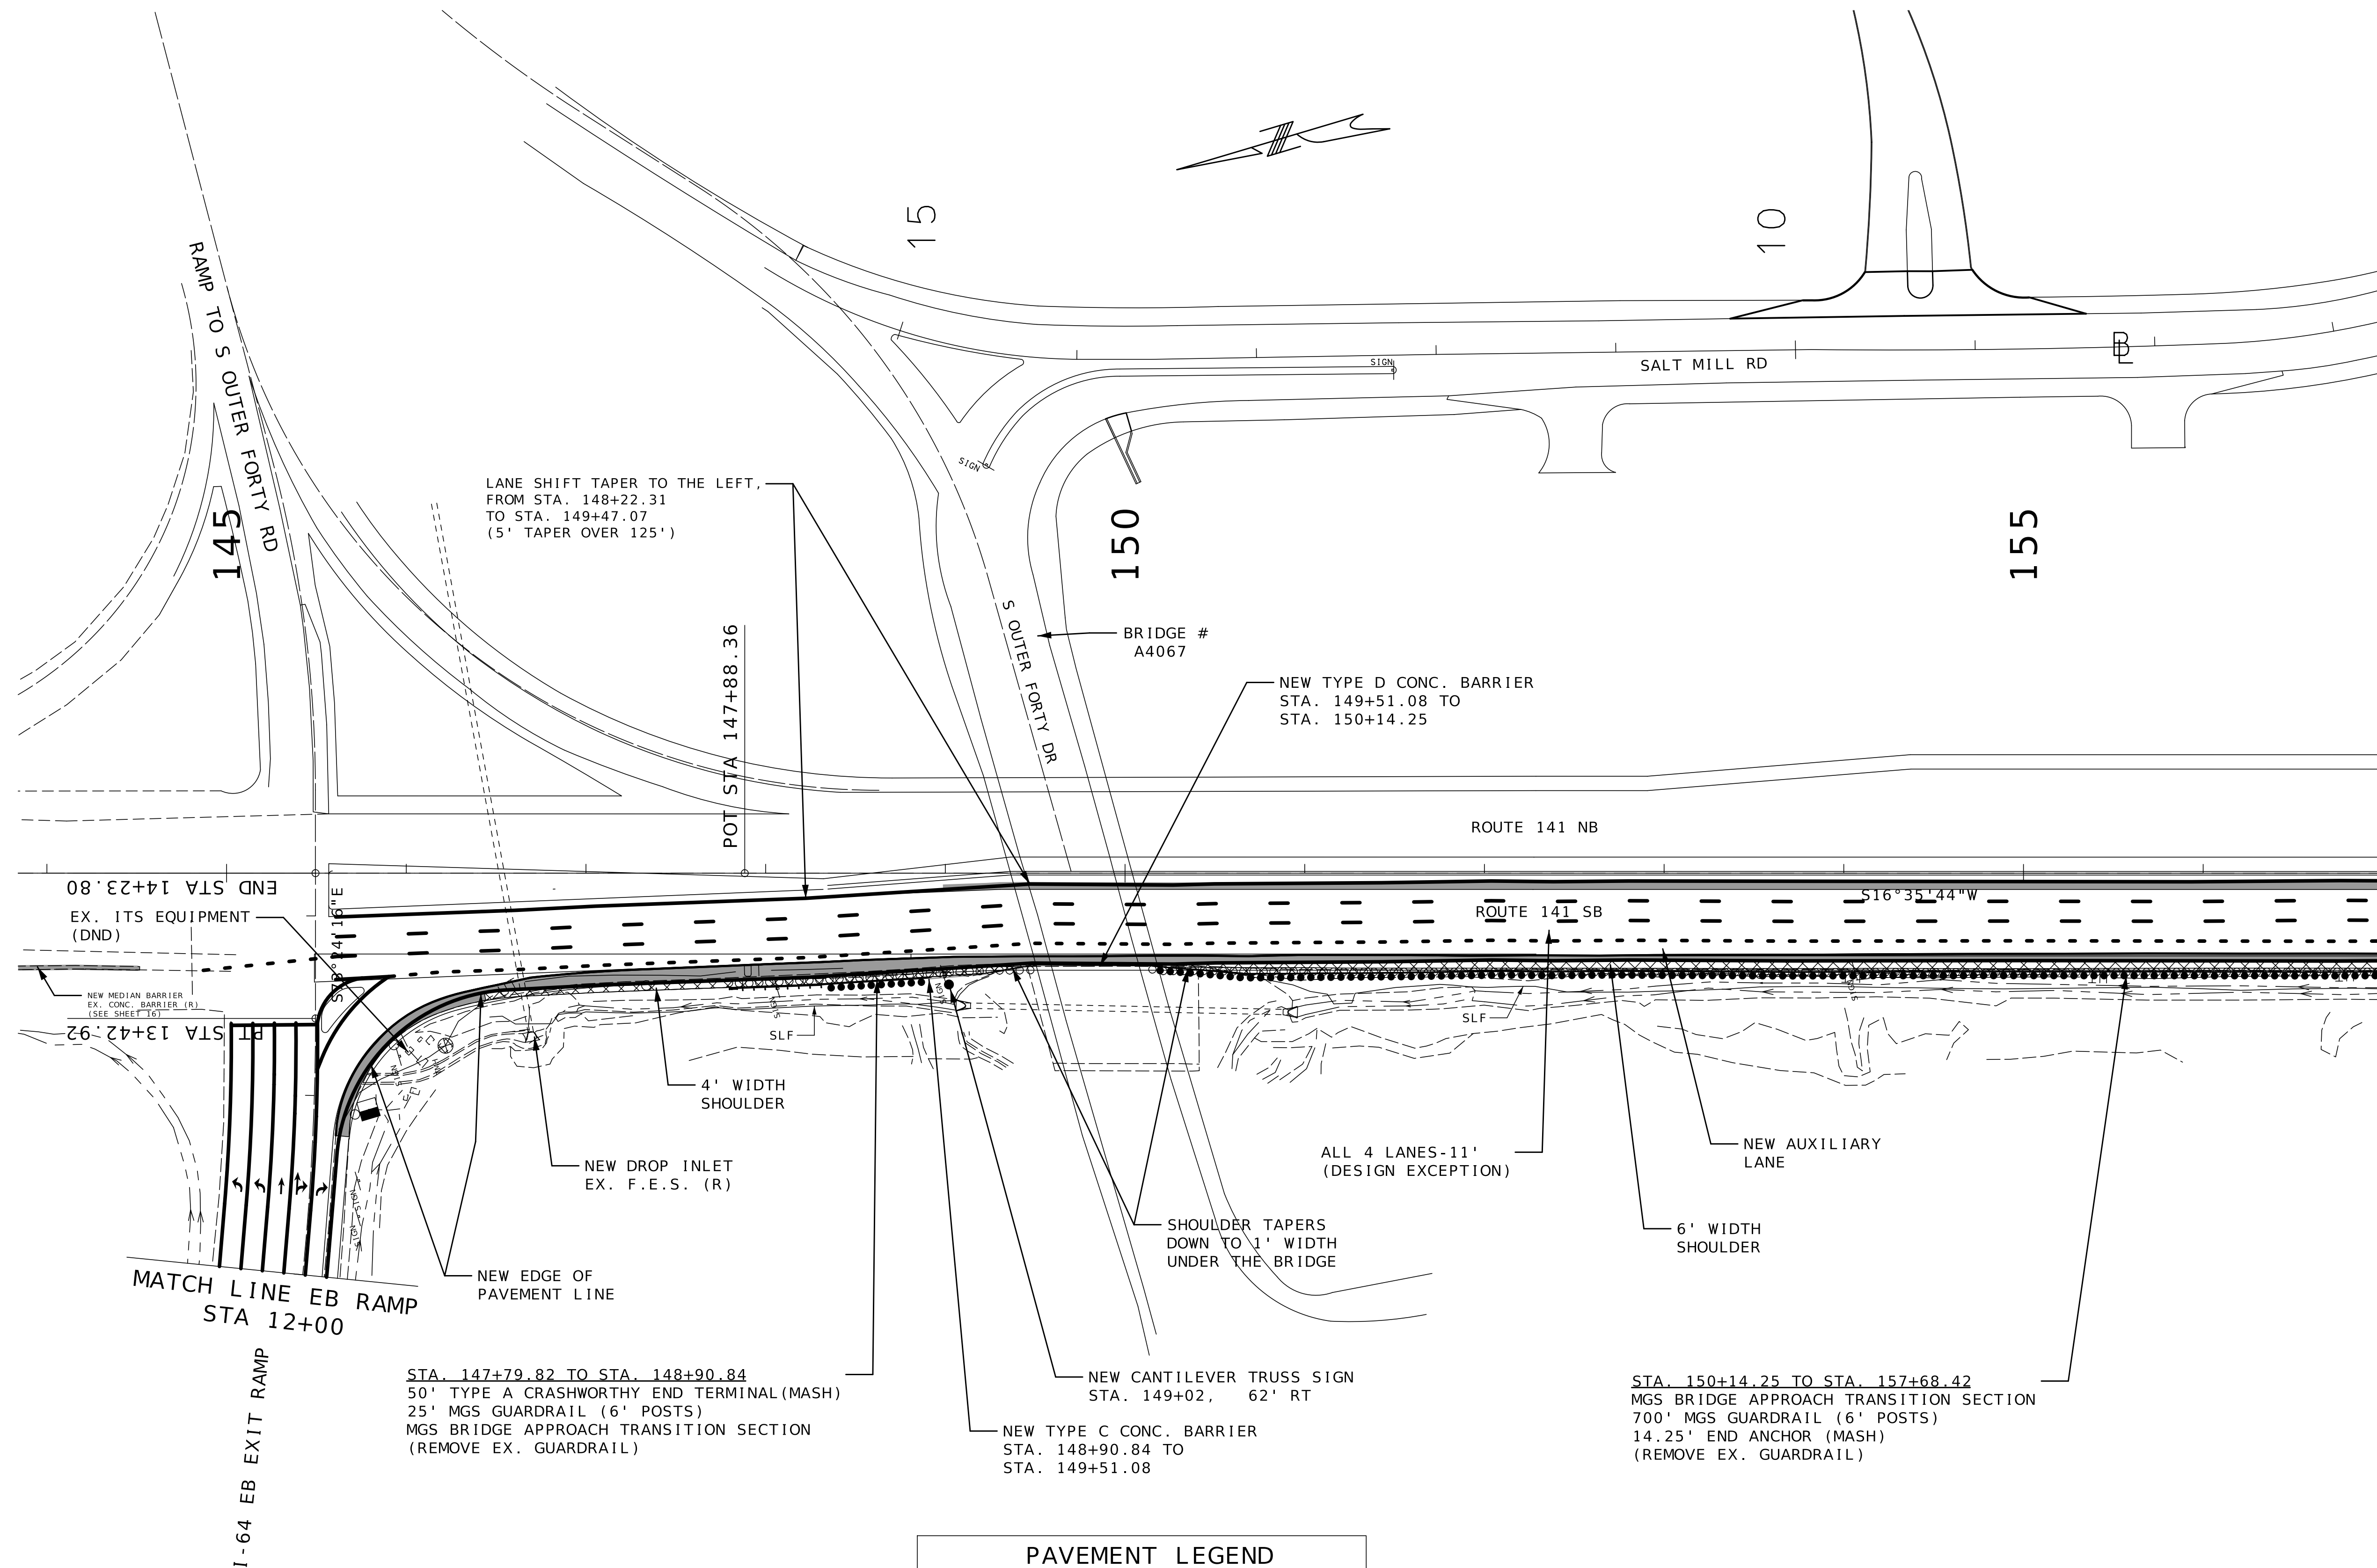 15
10
RAMP TO S OUTER FORTY RD
SIGN
SALT MILL RD
SIGN
LANE SHIFT TAPER TO THE LEFT,
FROM STA. 148+22.31
TO STA. 149+47.07
(5' TAPER OVER 125')
145
150
155
POT STA 147+88.36
S OUTER FORTY DR
BRIDGE #
A4067
NEW TYPE D CONC. BARRIER
STA. 149+51.08 TO
STA. 150+14.25
ROUTE 141 NB
END STA 14+23.80
EX. ITS EQUIPMENT
(DND)
S73°24'16"E
S16°35'44"W
ROUTE 141 SB
NEW MEDIAN BARRIER
EX. CONC. BARRIER (R)
(SEE SHEET 16)
PT STA 13+42.92
SLF
SLF
4' WIDTH
SHOULDER
NEW DROP INLET
EX. F.E.S. (R)
ALL 4 LANES-11'
(DESIGN EXCEPTION)
NEW AUXILIARY
LANE
SHOULDER TAPERS
DOWN TO 1' WIDTH
UNDER THE BRIDGE
6' WIDTH
SHOULDER
NEW EDGE OF
PAVEMENT LINE
SIGN
SIGN
MATCH LINE EB RAMP
STA 12+00
I-64 EB EXIT RAMP
STA. 147+79.82 TO STA. 148+90.84
50' TYPE A CRASHWORTHY END TERMINAL(MASH)
25' MGS GUARDRAIL (6' POSTS)
MGS BRIDGE APPROACH TRANSITION SECTION
(REMOVE EX. GUARDRAIL)
NEW CANTILEVER TRUSS SIGN
STA. 149+02, 62' RT
NEW TYPE C CONC. BARRIER
STA. 148+90.84 TO
STA. 149+51.08
STA. 150+14.25 TO STA. 157+68.42
MGS BRIDGE APPROACH TRANSITION SECTION
700' MGS GUARDRAIL (6' POSTS)
14.25' END ANCHOR (MASH)
(REMOVE EX. GUARDRAIL)
PAVEMENT LEGEND